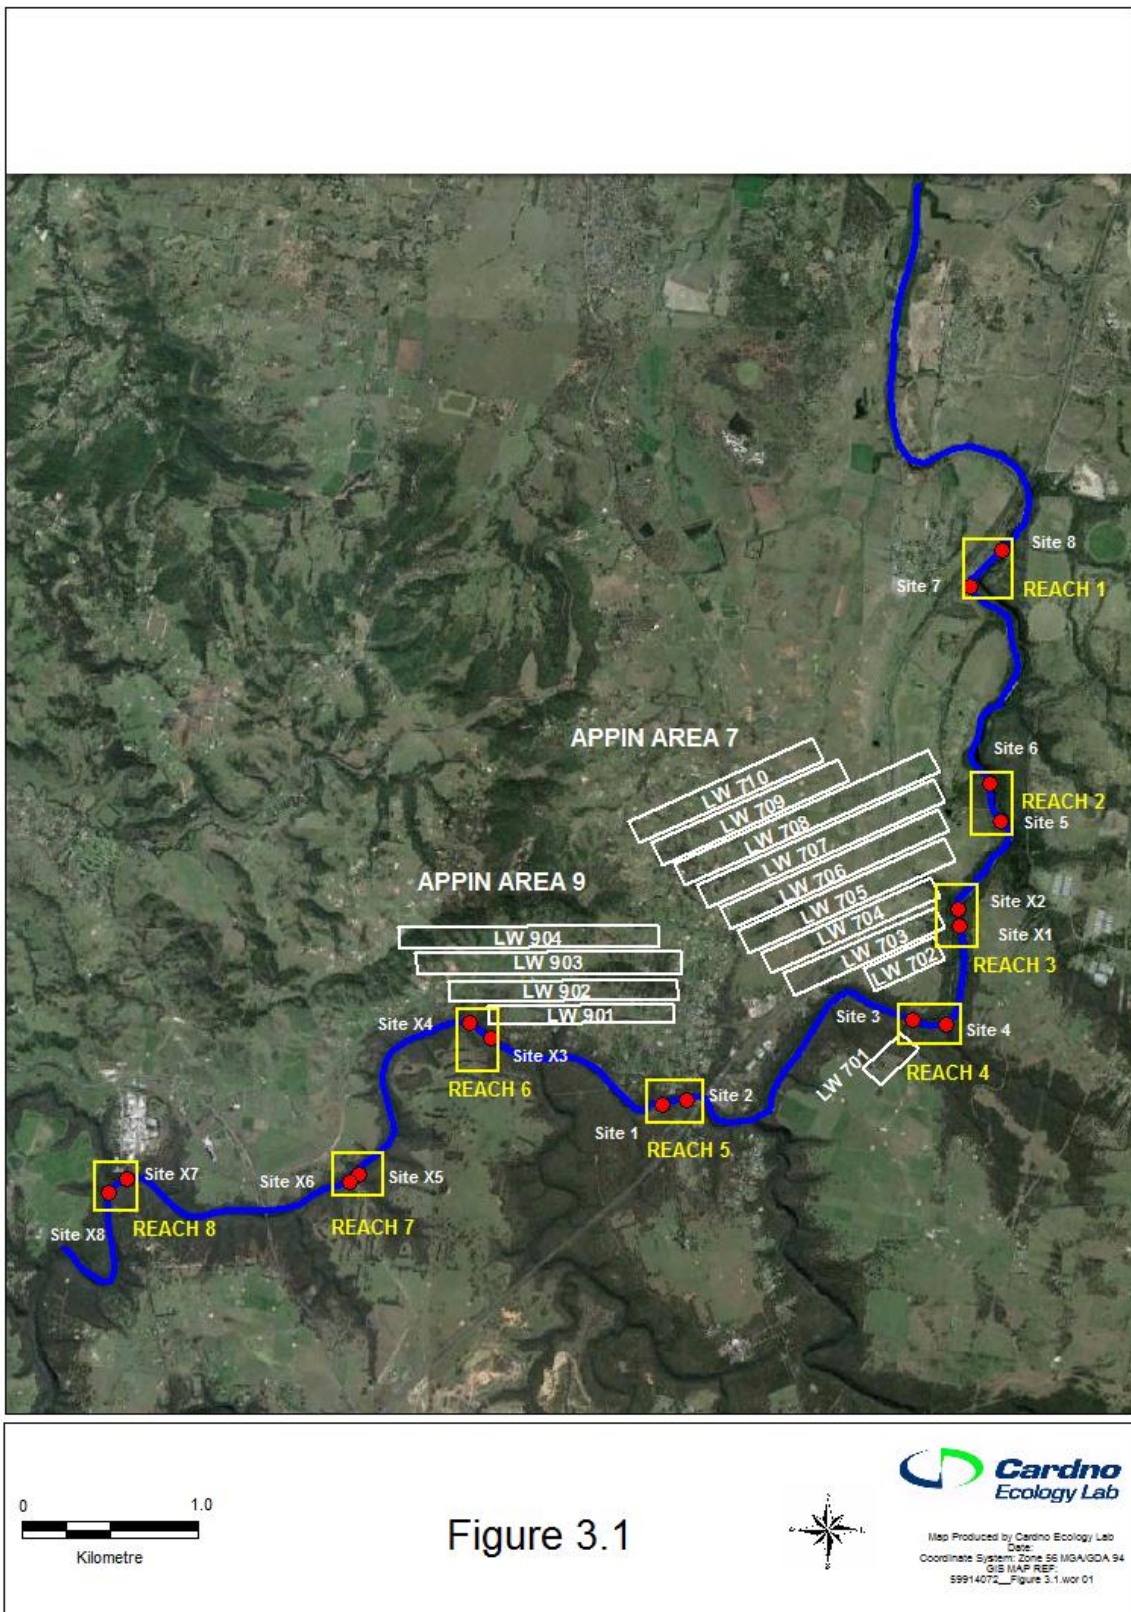 Site 8
Site 7
REACH 1
APPIN AREA 7
Site 6
LW 710
REACH 2
LW 709
Site 5
LW 708
LW 707
APPIN AREA 9
LW 706
LW 705
Site X2
LW 704
Site X1
LW 904
LW 703
REACH 3
LW 903
LW 702
LW 902
LW 901
Site X4
Site 3
Site 4
Site X3
REACH 4
LW 701
REACH 6
Site 2
Site 1
REACH 5
Site X7
Site X6
Site X5
REACH 8
REACH 7
Site X8
0 1.0
Kilometre
Figure 3.1
Cardno
Ecology Lab
Map Produced by Cardno Ecology Lab
Date:
Coordinate System: Zone 56 MGA/GDA 94
GIS MAP REF:
59914072__Figure 3.1.wor 01